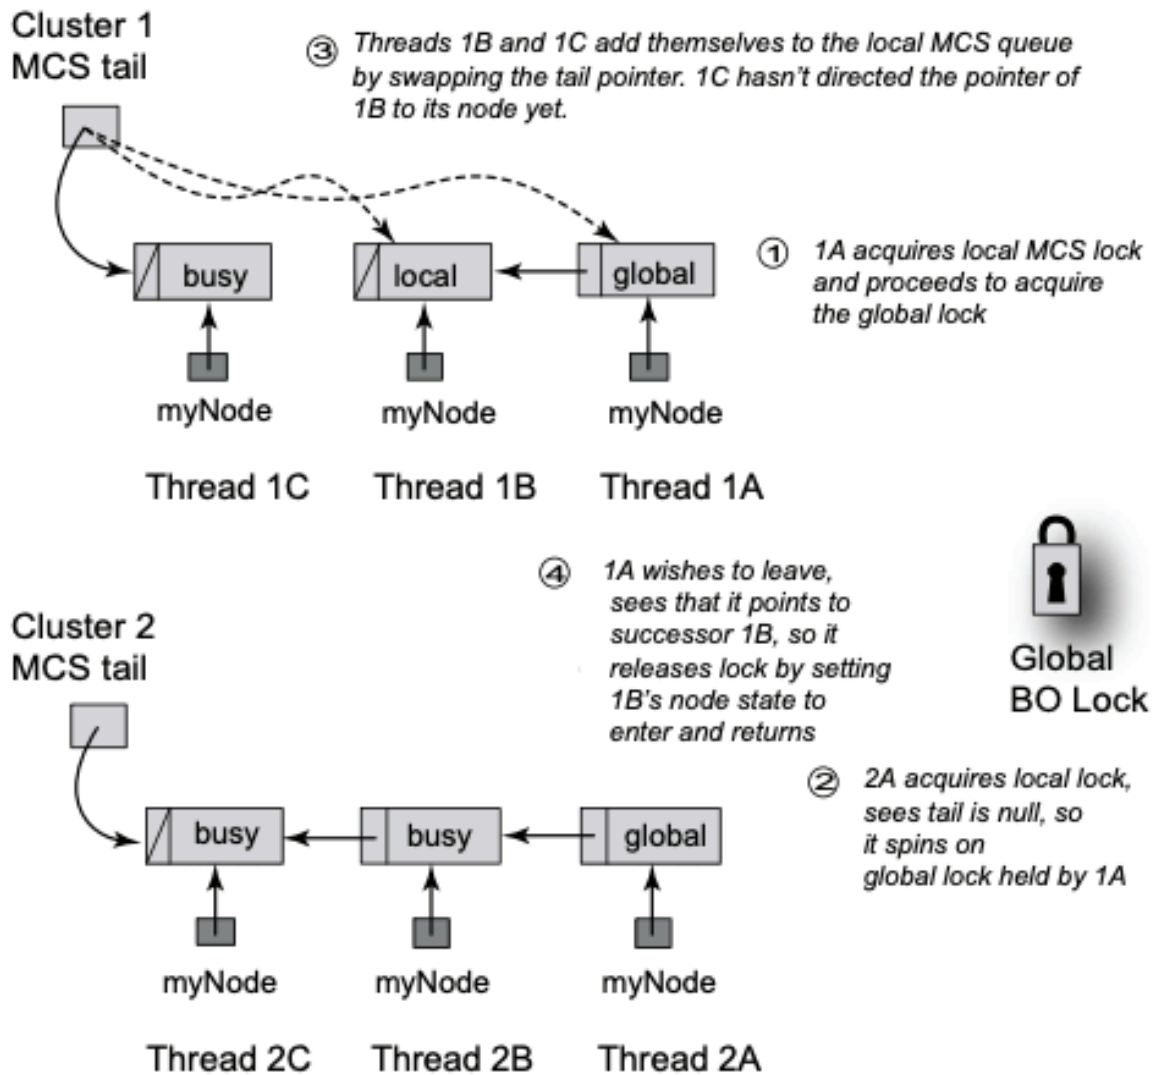 Cluster 1
MCS tail
③ Threads 1B and 1C add themselves to the local MCS queue
by swapping the tail pointer. 1C hasn't directed the pointer of
1B to its node yet.
busy
local
global
① 1A acquires local MCS lock
and proceeds to acquire
the global lock
myNode
myNode
myNode
Thread 1C
Thread 1B
Thread 1A
④ 1A wishes to leave,
sees that it points to
successor 1B, so it
releases lock by setting
1B's node state to
enter and returns
Global
BO Lock
Cluster 2
MCS tail
② 2A acquires local lock,
sees tail is null, so
it spins on
global lock held by 1A
busy
busy
global
myNode
myNode
myNode
Thread 2C
Thread 2B
Thread 2A